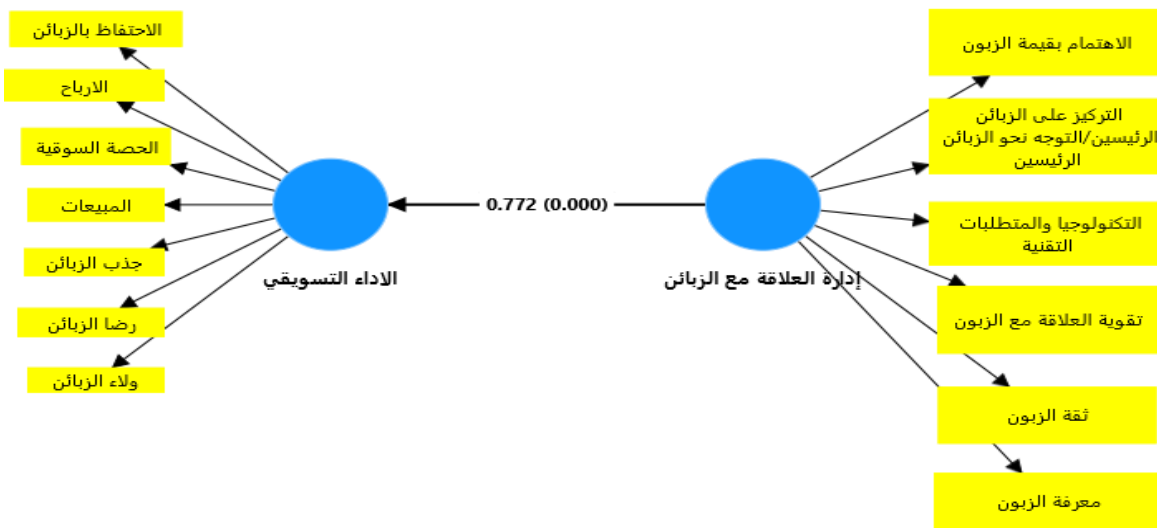 الاهتمام بقيمة الزبون
التركيز على الزبائن
الرئيسين/التوجه نحو الزبائن
الرئيسين
التكنولوجيا والمتطلبات
التقنية
تقوية العلاقة مع الزبون
ثقة الزبون
معرفة الزبون
إدارة العلاقة مع الزبائن
0.772 (0.000)
الاداء التسويقي
الاحتفاظ بالزبائن
الارباح
الحصة السوقية
المبيعات
جذب الزبائن
رضا الزبائن
ولاء الزبائن